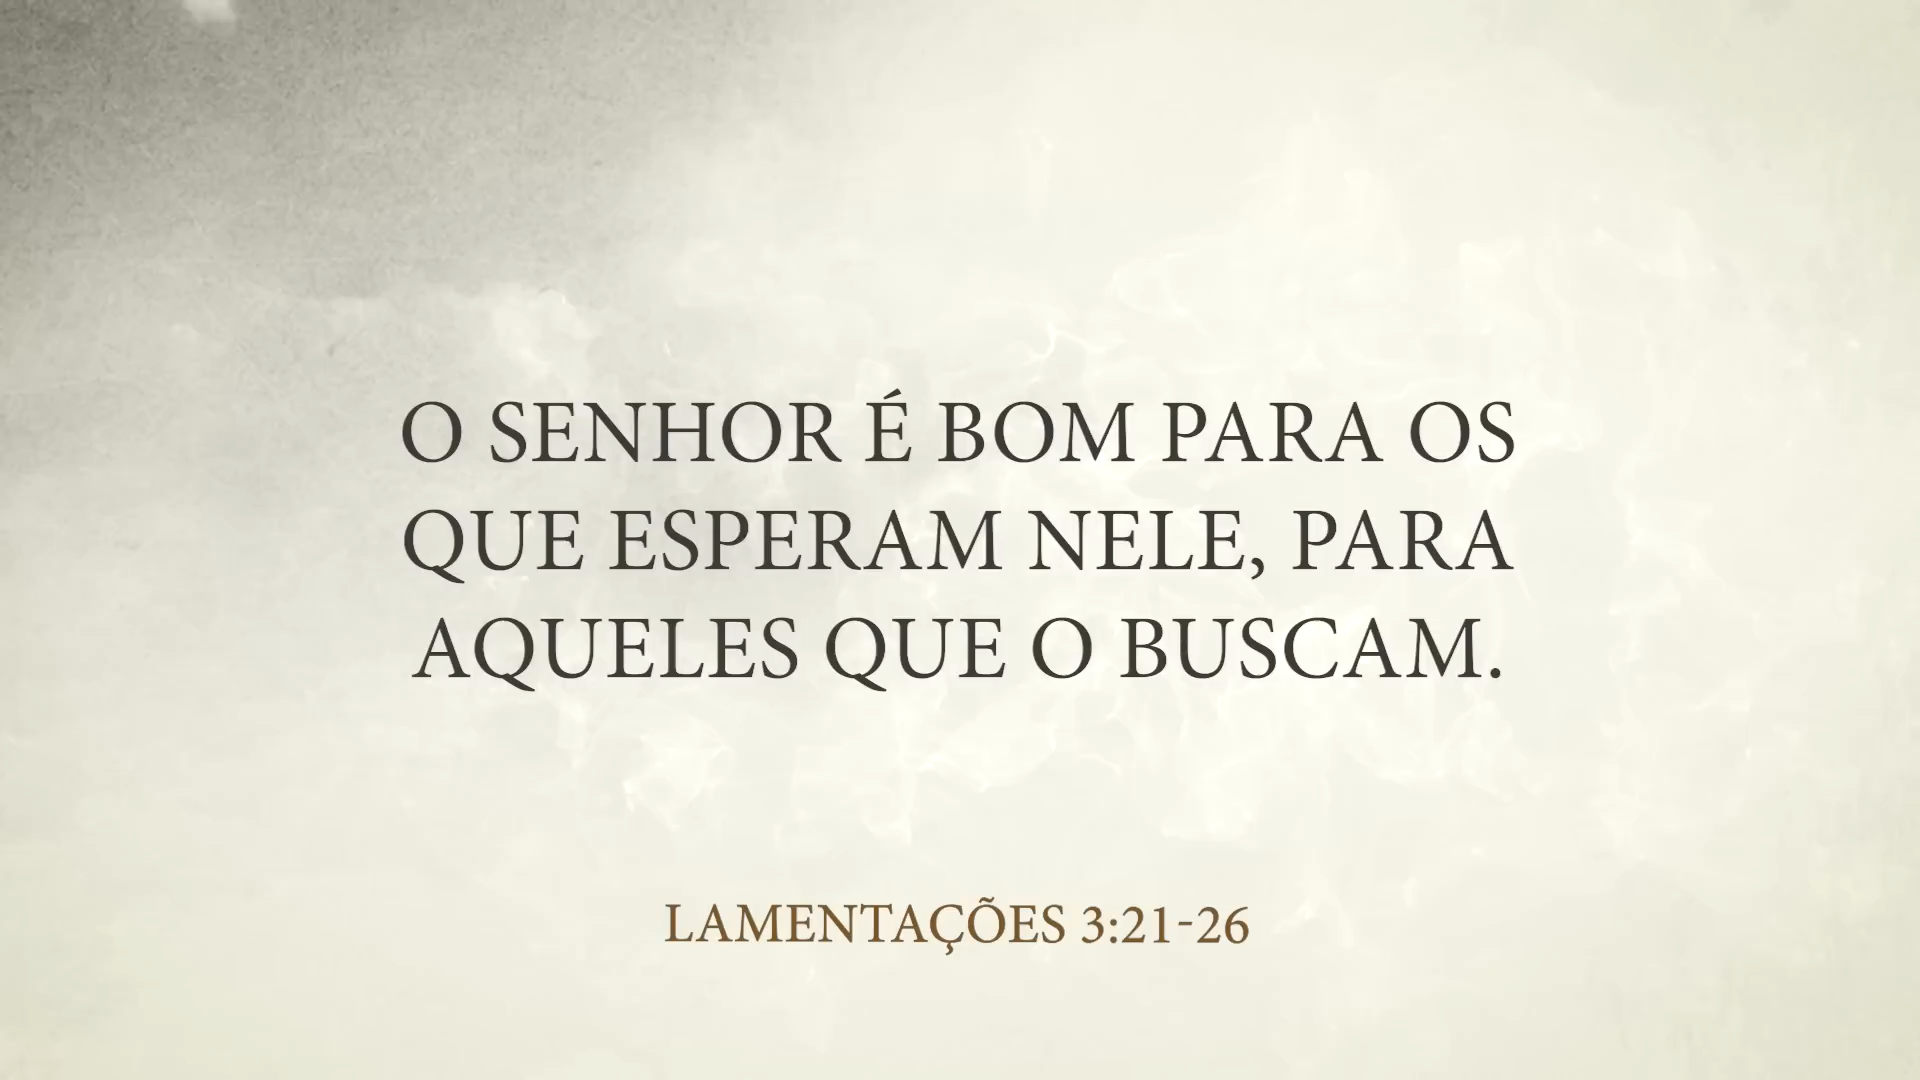 O SENHOR É BOM PARA OS
QUE ESPERAM NELE, PARA
AQUELES QUE O BUSCAM.
LAMENTAÇÕES 3:21-26